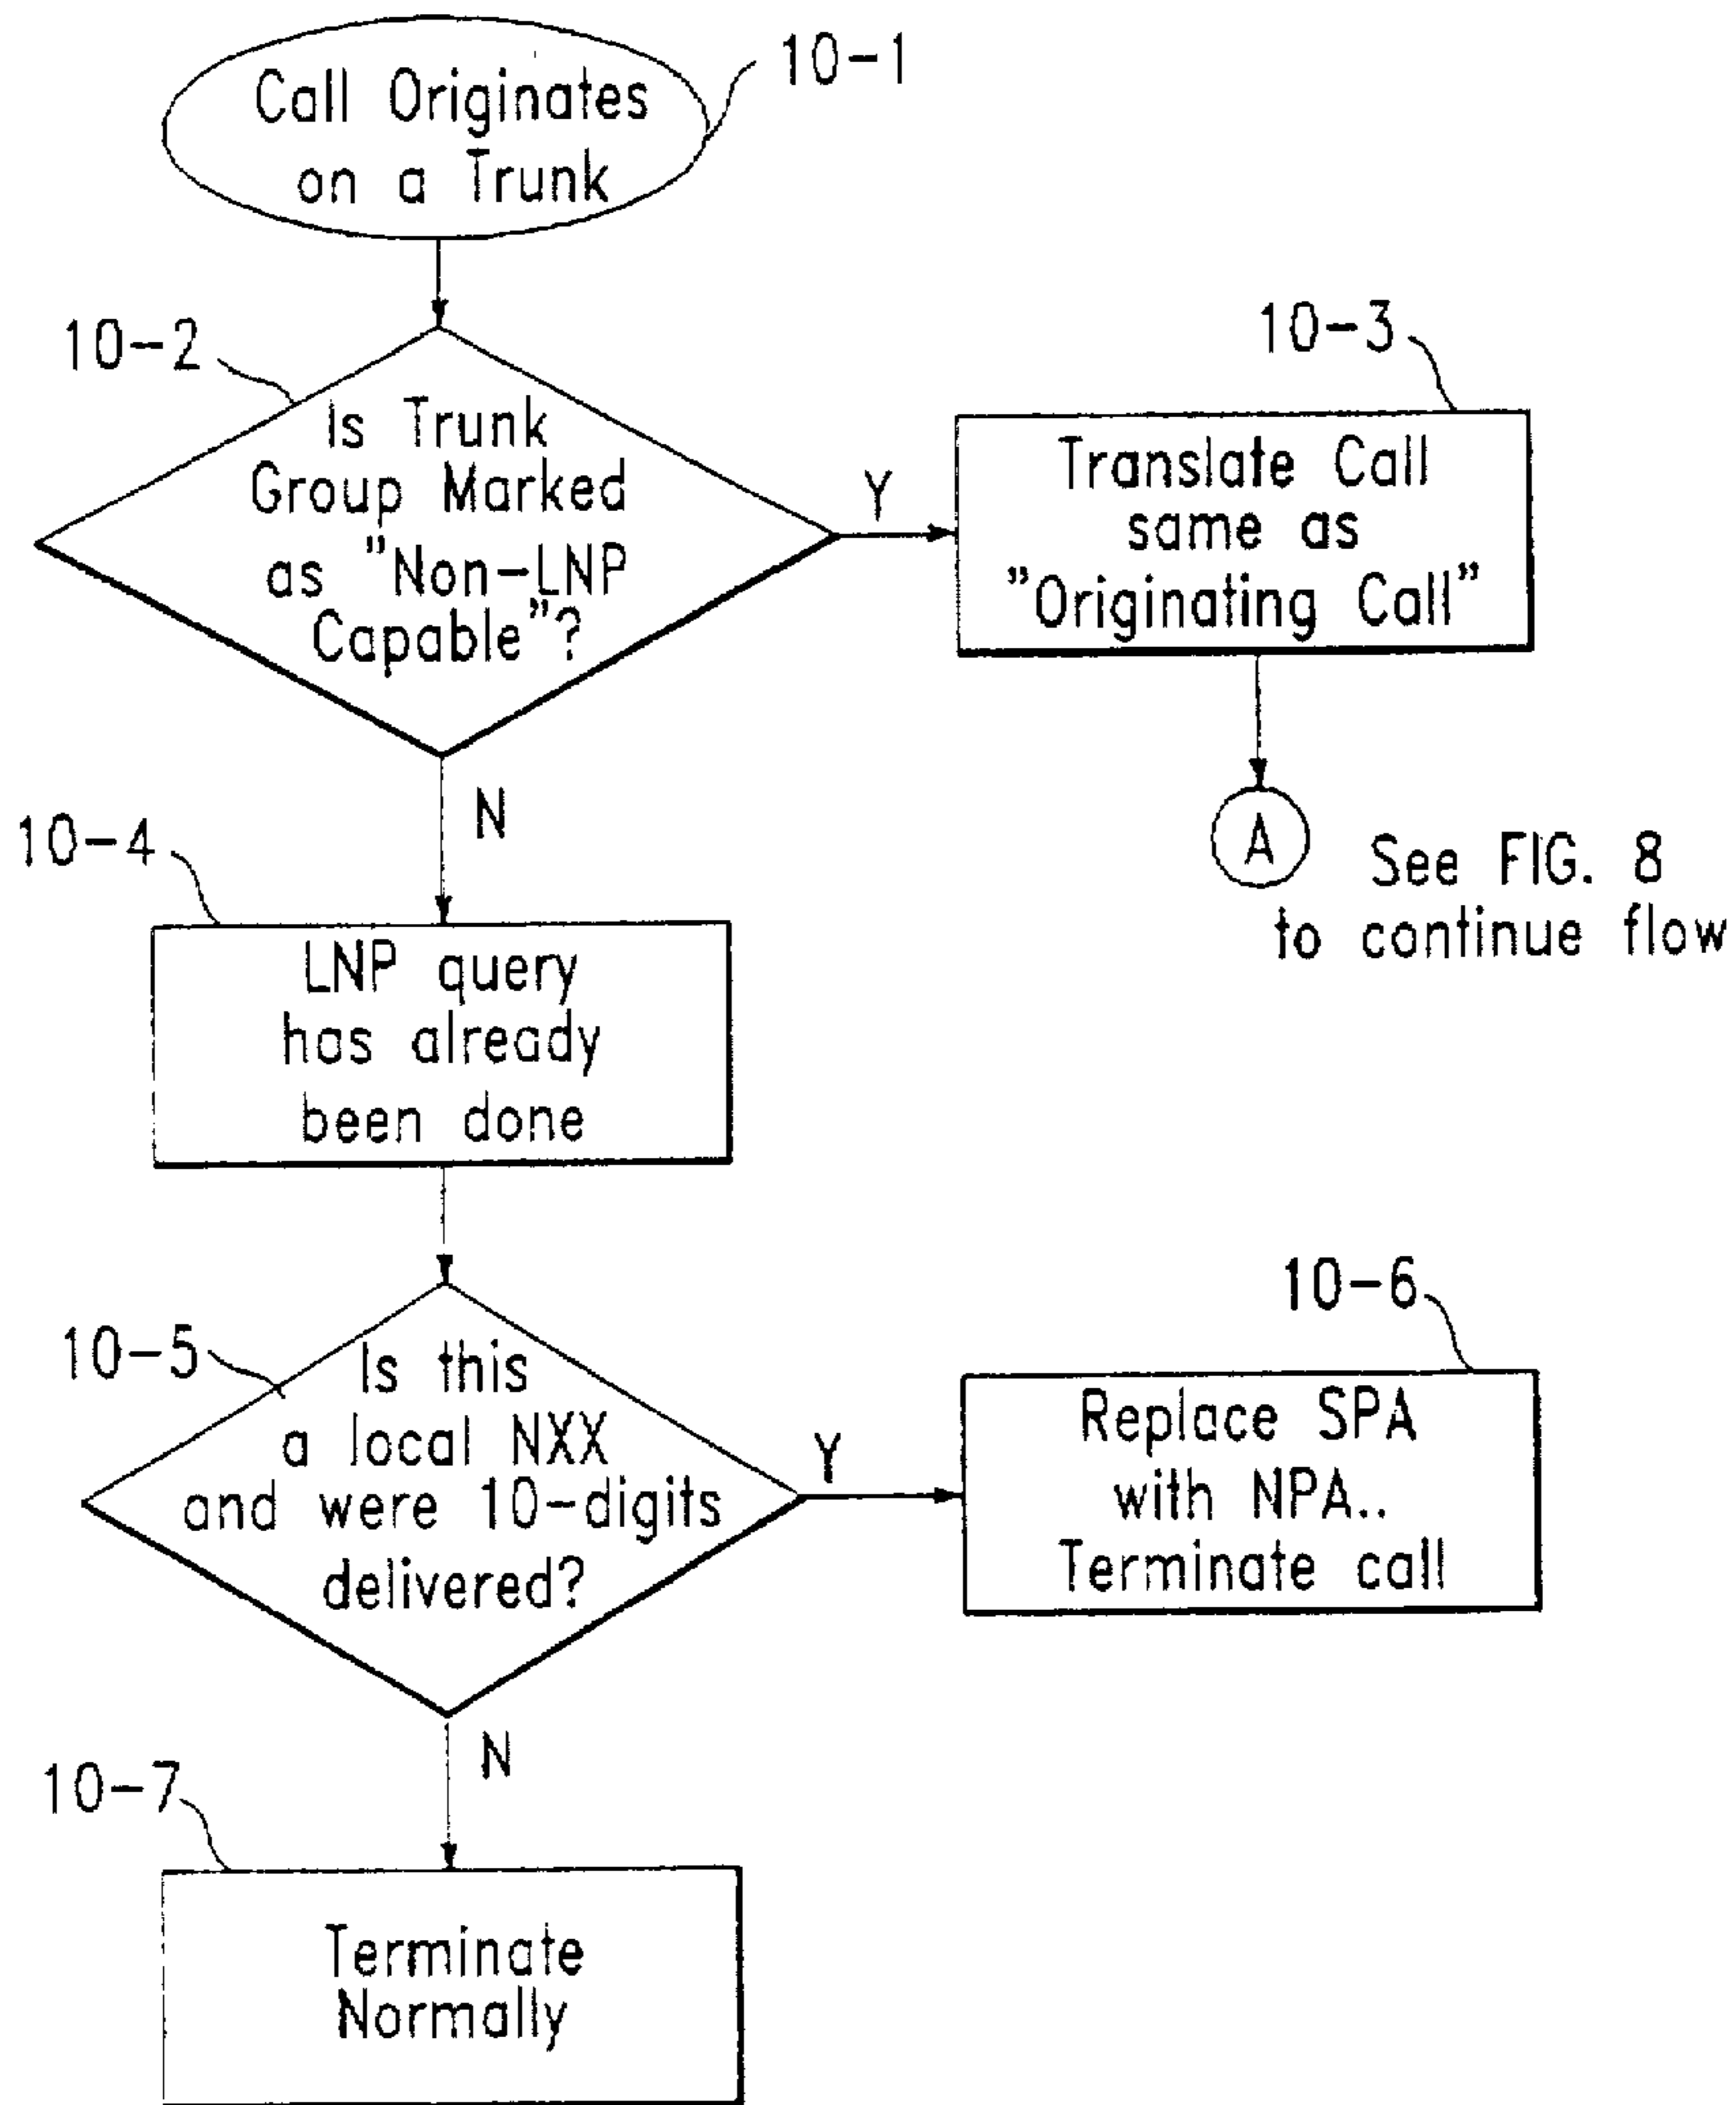 Call Originates
on a Trunk
10-1
10-2
Is Trunk
Group Marked
as "Non-LNP
Capable"?
Y
10-3
Translate Call
same as
"Originating Call"
A
See FIG. 8
to continue flow
N
10-4
LNP query
has already
been done
10-5
Is this
a local NXX
and were 10-digits
delivered?
Y
10-6
Replace SPA
with NPA..
Terminate call
N
10-7
Terminate
Normally